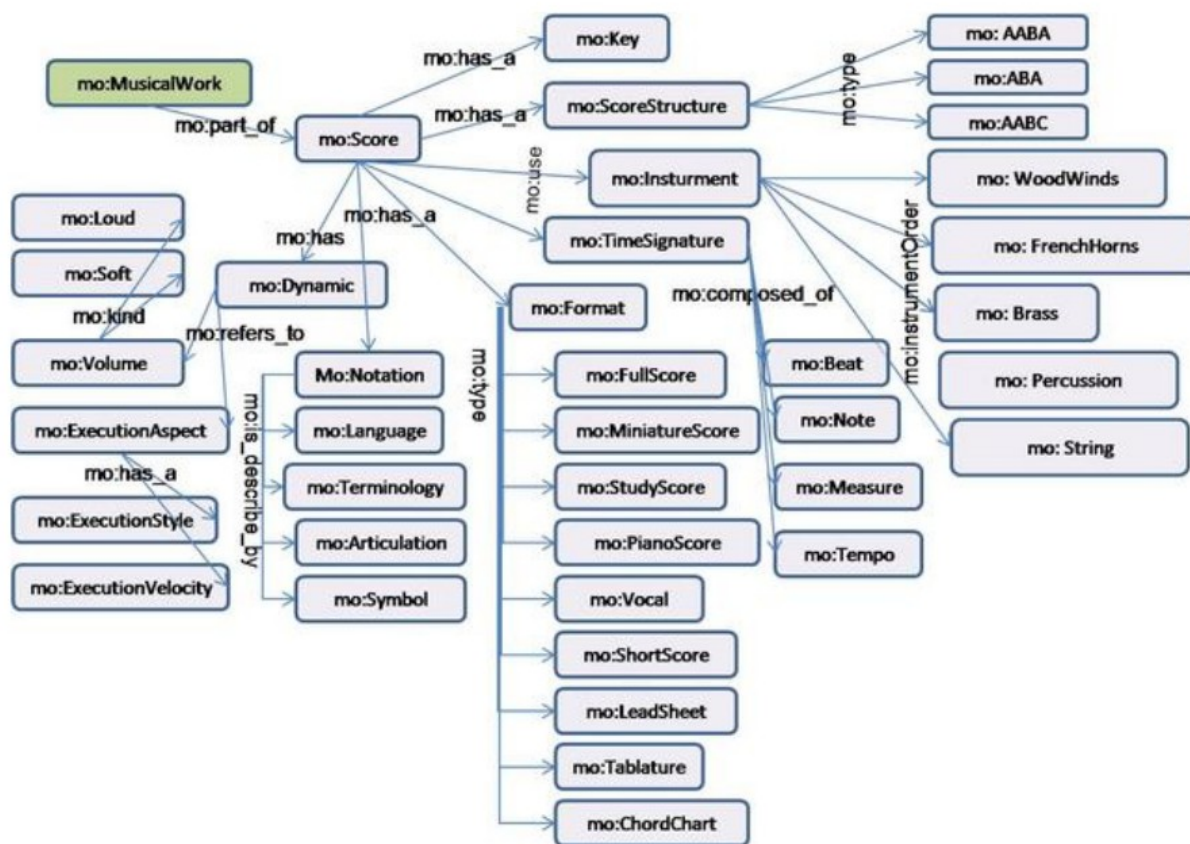 mo:MusicalWork
mo:part_of
mo:Score
mo:has_a
mo:Key
mo:has_a
mo:ScoreStructure
mo:type
mo: AABA
mo:ABA
mo:AABC
mo:use
mo:Insturment
mo:instrumentOrder
mo: WoodWinds
mo: FrenchHorns
mo: Brass
mo: Percussion
mo: String
mo:has_a
mo:TimeSignature
mo:composed_of
mo:Beat
mo:Note
mo:Measure
mo:Tempo
mo:has
mo:Dynamic
mo:refers_to
mo:Loud
mo:Soft
mo:kind
mo:Volume
mo:ExecutionAspect
mo:has_a
mo:ExecutionStyle
mo:ExecutionVelocity
Mo:Notation
mo:is_describe_by
mo:Language
mo:Terminology
mo:Articulation
mo:Symbol
mo:Format
mo:type
mo:FullScore
mo:MiniatureScore
mo:StudyScore
mo:PianoScore
mo:Vocal
mo:ShortScore
mo:LeadSheet
mo:Tablature
mo:ChordChart